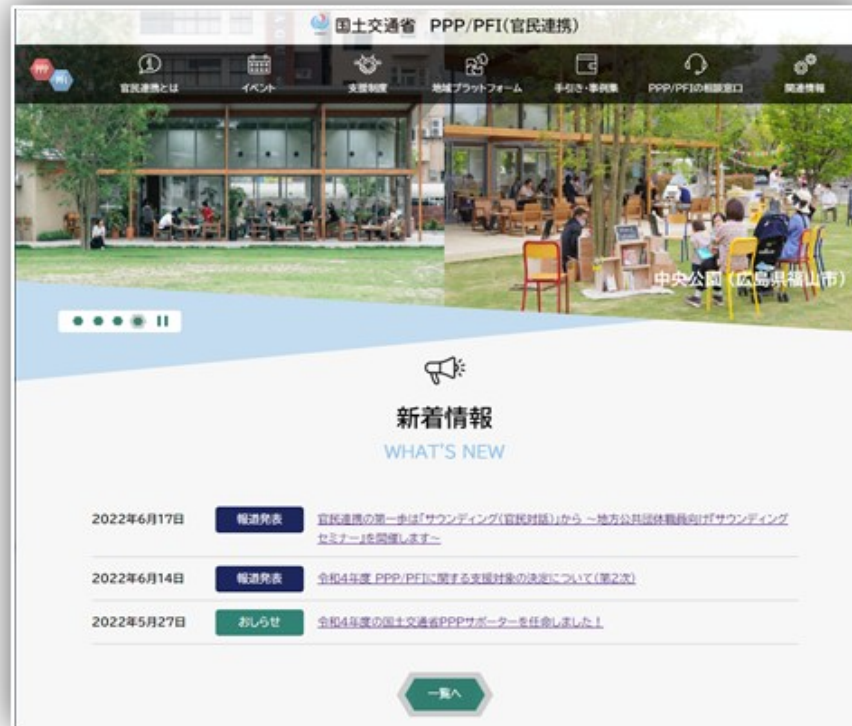 国土交通省 PPP/PFI(官民連携)
PPP
PFI
官民連携とは
イベント
支援制度
地域プラットフォーム
手引き・事例集
PPP/PFIの相談窓口
関連情報
中央公園（広島県福山市）
新着情報
WHAT'S NEW
2022年6月17日 報道発表 官民連携の第一歩は「サウンディング(官民対話)」から ～地方公共団体職員向け「サウンディング
セミナー」を開催します～
2022年6月14日 報道発表 令和4年度 PPP/PFIに関する支援対象の決定について(第2次)
2022年5月27日 おしらせ 令和4年度の国土交通省PPPサポーターを任命しました！
一覧へ